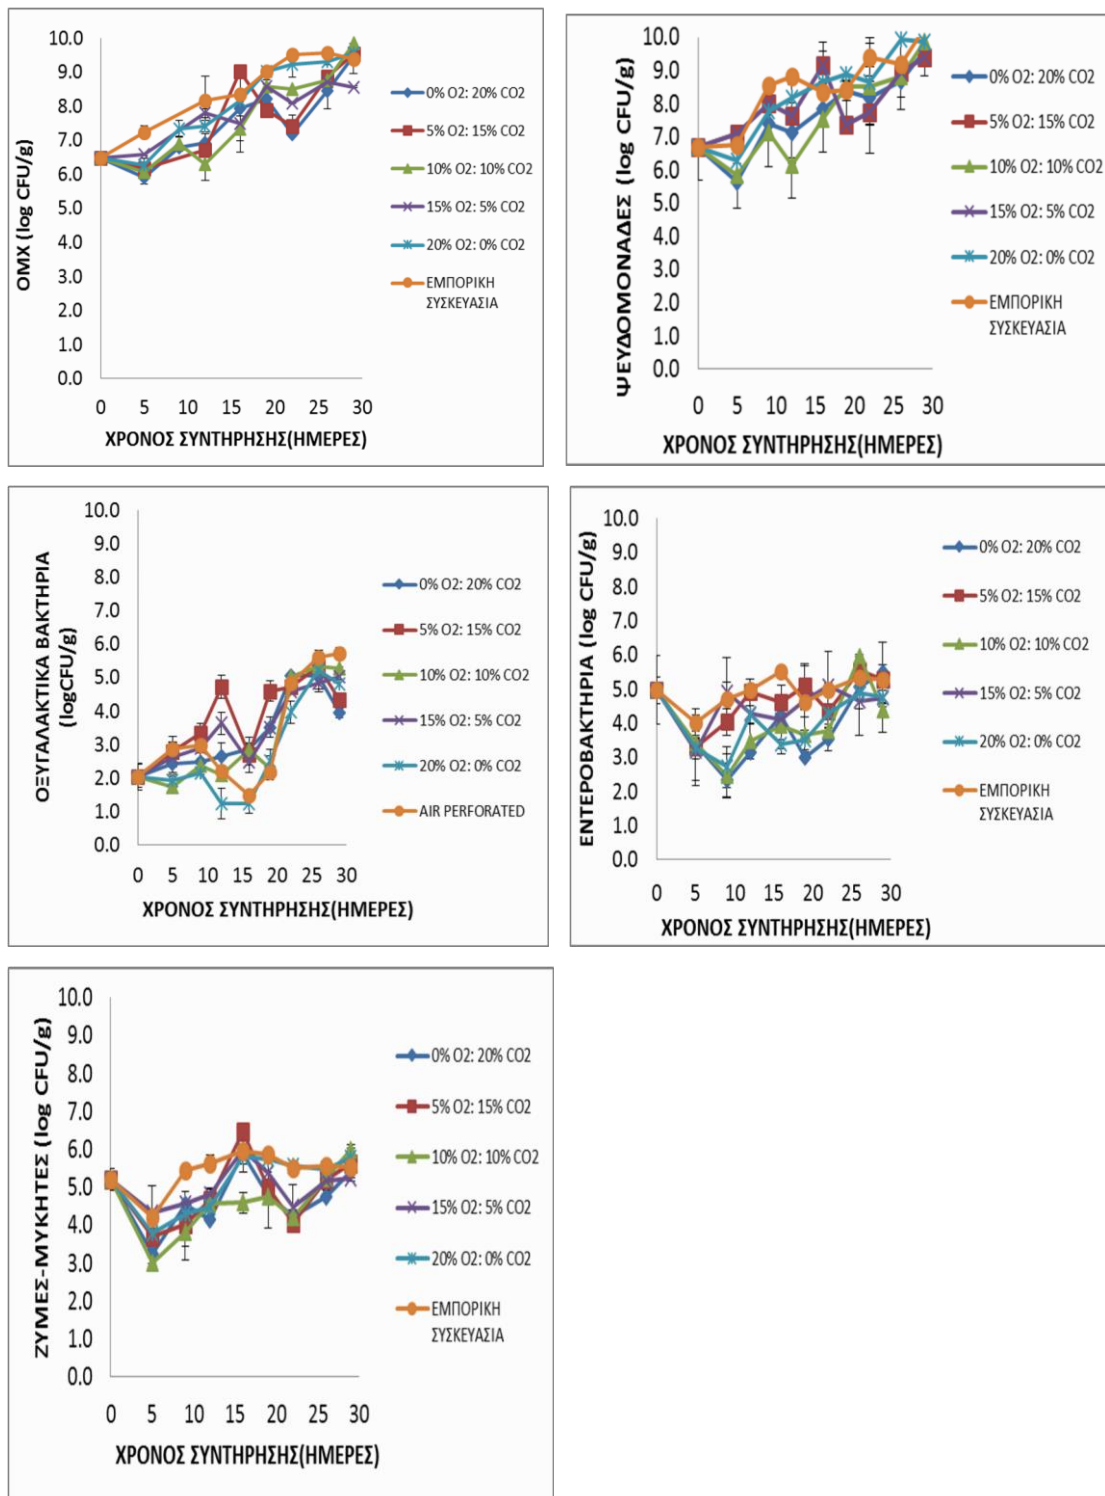 ΟΜΧ (log CFU/g)
10.0
9.0
8.0
7.0
6.0
5.0
4.0
3.0
2.0
1.0
0.0
0 5 10 15 20 25 30
ΧΡΟΝΟΣ ΣΥΝΤΗΡΗΣΗΣ(ΗΜΕΡΕΣ)
0% O2: 20% CO2
5% O2: 15% CO2
10% O2: 10% CO2
15% O2: 5% CO2
20% O2: 0% CO2
ΕΜΠΟΡΙΚΗ
ΣΥΣΚΕΥΑΣΙΑ
ΨΕΥΔΟΜΟΝΑΔΕΣ (log CFU/g)
10.0
9.0
8.0
7.0
6.0
5.0
4.0
3.0
2.0
1.0
0.0
0 5 10 15 20 25 30
ΧΡΟΝΟΣ ΣΥΝΤΗΡΗΣΗΣ(ΗΜΕΡΕΣ)
0% O2: 20% CO2
5% O2: 15% CO2
10% O2: 10% CO2
15% O2: 5% CO2
20% O2: 0% CO2
ΕΜΠΟΡΙΚΗ
ΣΥΣΚΕΥΑΣΙΑ
ΟΞΥΓΑΛΑΚΤΙΚΑ ΒΑΚΤΗΡΙΑ
(logCFU/g)
10.0
9.0
8.0
7.0
6.0
5.0
4.0
3.0
2.0
1.0
0.0
0 5 10 15 20 25 30
ΧΡΟΝΟΣ ΣΥΝΤΗΡΗΣΗΣ(ΗΜΕΡΕΣ)
0% O2: 20% CO2
5% O2: 15% CO2
10% O2: 10% CO2
15% O2: 5% CO2
20% O2: 0% CO2
AIR PERFORATED
ΕΝΤΕΡΟΒΑΚΤΗΡΙΑ (log CFU/g)
10.0
9.0
8.0
7.0
6.0
5.0
4.0
3.0
2.0
1.0
0.0
0 5 10 15 20 25 30
ΧΡΟΝΟΣ ΣΥΝΤΗΡΗΣΗΣ(ΗΜΕΡΕΣ)
0% O2: 20% CO2
5% O2: 15% CO2
10% O2: 10% CO2
15% O2: 5% CO2
20% O2: 0% CO2
ΕΜΠΟΡΙΚΗ
ΣΥΣΚΕΥΑΣΙΑ
ΖΥΜΕΣ-ΜΥΚΗΤΕΣ (log CFU/g)
10.0
9.0
8.0
7.0
6.0
5.0
4.0
3.0
2.0
1.0
0.0
0 5 10 15 20 25 30
ΧΡΟΝΟΣ ΣΥΝΤΗΡΗΣΗΣ(ΗΜΕΡΕΣ)
0% O2: 20% CO2
5% O2: 15% CO2
10% O2: 10% CO2
15% O2: 5% CO2
20% O2: 0% CO2
ΕΜΠΟΡΙΚΗ
ΣΥΣΚΕΥΑΣΙΑ